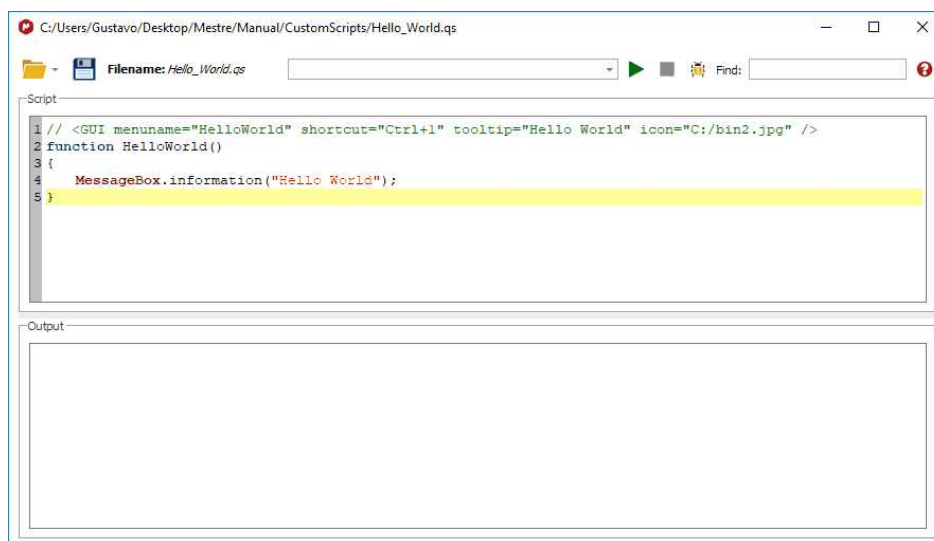 C:/Users/Gustavo/Desktop/Mestre/Manual/CustomScripts/Hello_World.qs
Filename: Hello_World.qs Find:
Script
1 // <GUI menuname="HelloWorld" shortcut="Ctrl+1" tooltip="Hello World" icon="C:/bin2.jpg" />
2 function HelloWorld()
3 {
4 MessageBox.information("Hello World");
5 }
Output